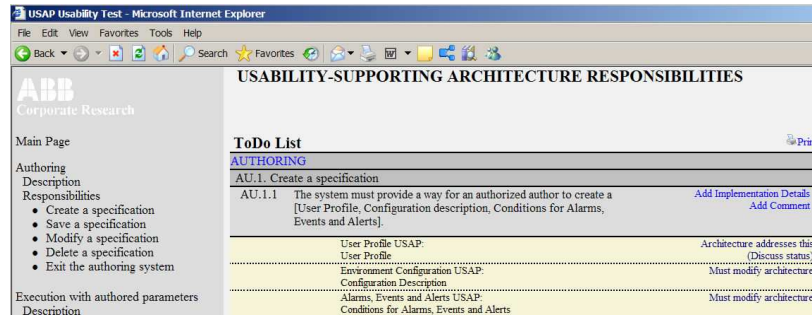 USAP Usability Test - Microsoft Internet Explorer
File Edit View Favorites Tools Help
Back Search Favorites
USABILITY-SUPPORTING ARCHITECTURE RESPONSIBILITIES
ABB
Corporate Research
Main Page
Authoring
Description
Responsibilities
• Create a specification
• Save a specification
• Modify a specification
• Delete a specification
• Exit the authoring system
Execution with authored parameters
Description
ToDo List
Prin
AUTHORING
AU.1. Create a specification
AU.1.1 The system must provide a way for an authorized author to create a
[User Profile, Configuration description, Conditions for Alarms,
Events and Alerts].
Add Implementation Details
Add Comment
User Profile USAP:
User Profile
Architecture addresses this
(Discuss status)
Environment Configuration USAP:
Configuration Description
Must modify architecture
Alarms, Events and Alerts USAP:
Conditions for Alarms, Events and Alerts
Must modify architecture